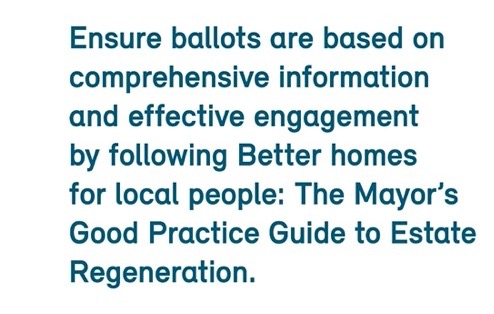 Ensure ballots are based on
comprehensive information
and effective engagement
by following Better homes
for local people: The Mayor’s
Good Practice Guide to Estate
Regeneration.